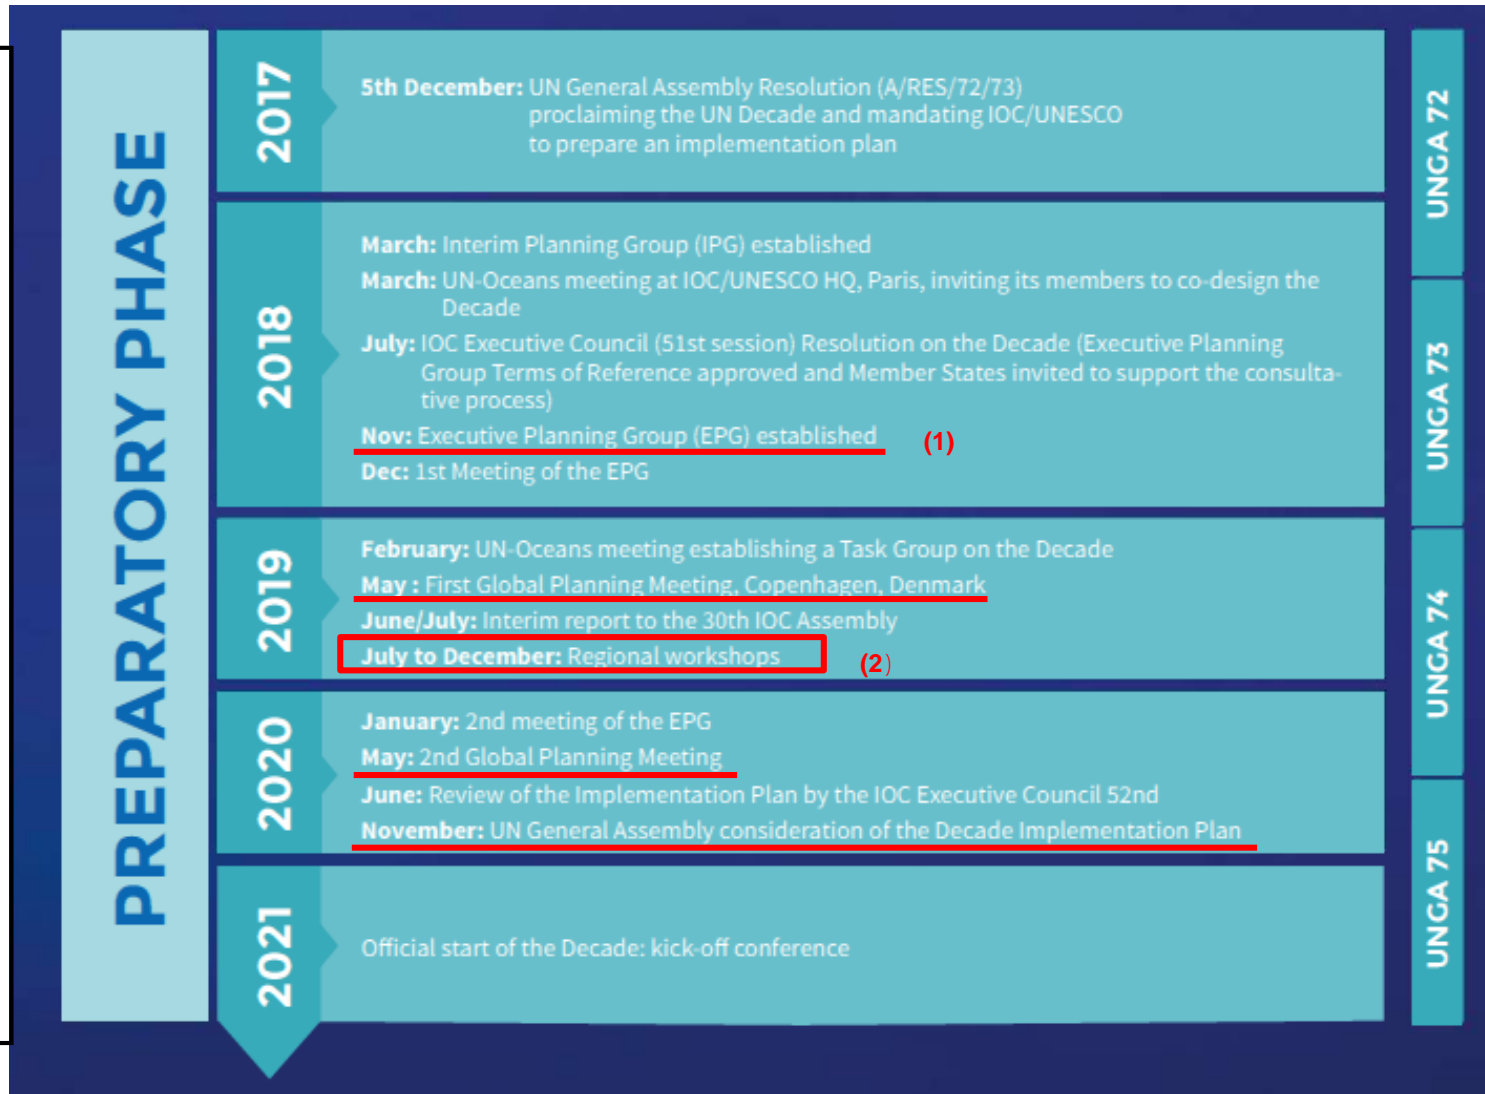 PREPARATORY PHASE
2017
5th December: UN General Assembly Resolution (A/RES/72/73)
proclaiming the UN Decade and mandating IOC/UNESCO
to prepare an implementation plan
2018
March: Interim Planning Group (IPG) established
March: UN-Oceans meeting at IOC/UNESCO HQ, Paris, inviting its members to co-design the
Decade
July: IOC Executive Council (51st session) Resolution on the Decade (Executive Planning
Group Terms of Reference approved and Member States invited to support the consulta-
tive process)
Nov: Executive Planning Group (EPG) established (1)
Dec: 1st Meeting of the EPG
2019
February: UN-Oceans meeting establishing a Task Group on the Decade
May : First Global Planning Meeting, Copenhagen, Denmark
June/July: Interim report to the 30th IOC Assembly
July to December: Regional workshops (2)
2020
January: 2nd meeting of the EPG
May: 2nd Global Planning Meeting
June: Review of the Implementation Plan by the IOC Executive Council 52nd
November: UN General Assembly consideration of the Decade Implementation Plan
2021
Official start of the Decade: kick-off conference
UNGA 72
UNGA 73
UNGA 74
UNGA 75